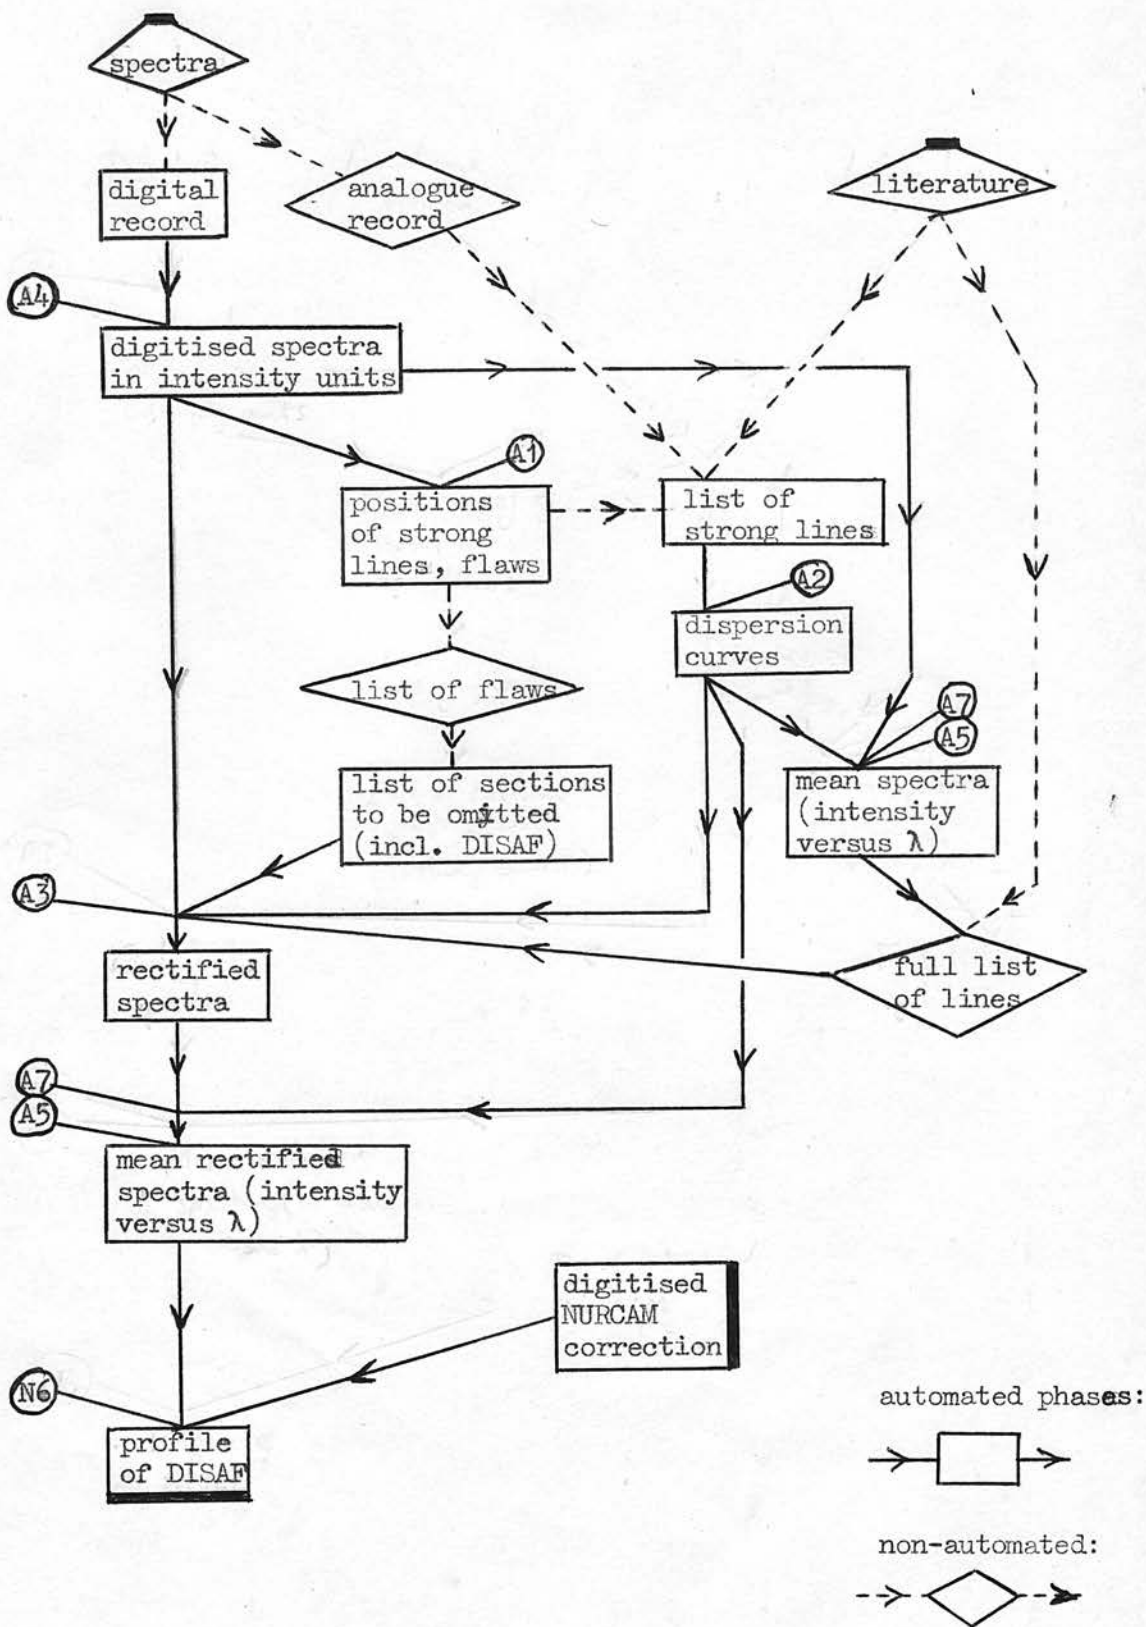 spectra
digital
record
analogue
record
literature
A4
digitised spectra
in intensity units
A1
positions
of strong
lines, flaws
list of
strong lines
A2
dispersion
curves
list of flaws
A7
A5
list of sections
to be omitted
(incl. DISAF)
mean spectra
(intensity
versus λ)
A3
rectified
spectra
full list
of lines
A7
A5
mean rectified
spectra (intensity
versus λ)
digitised
NURCAM
correction
N6
profile
of DISAF
automated phases:
non-automated: